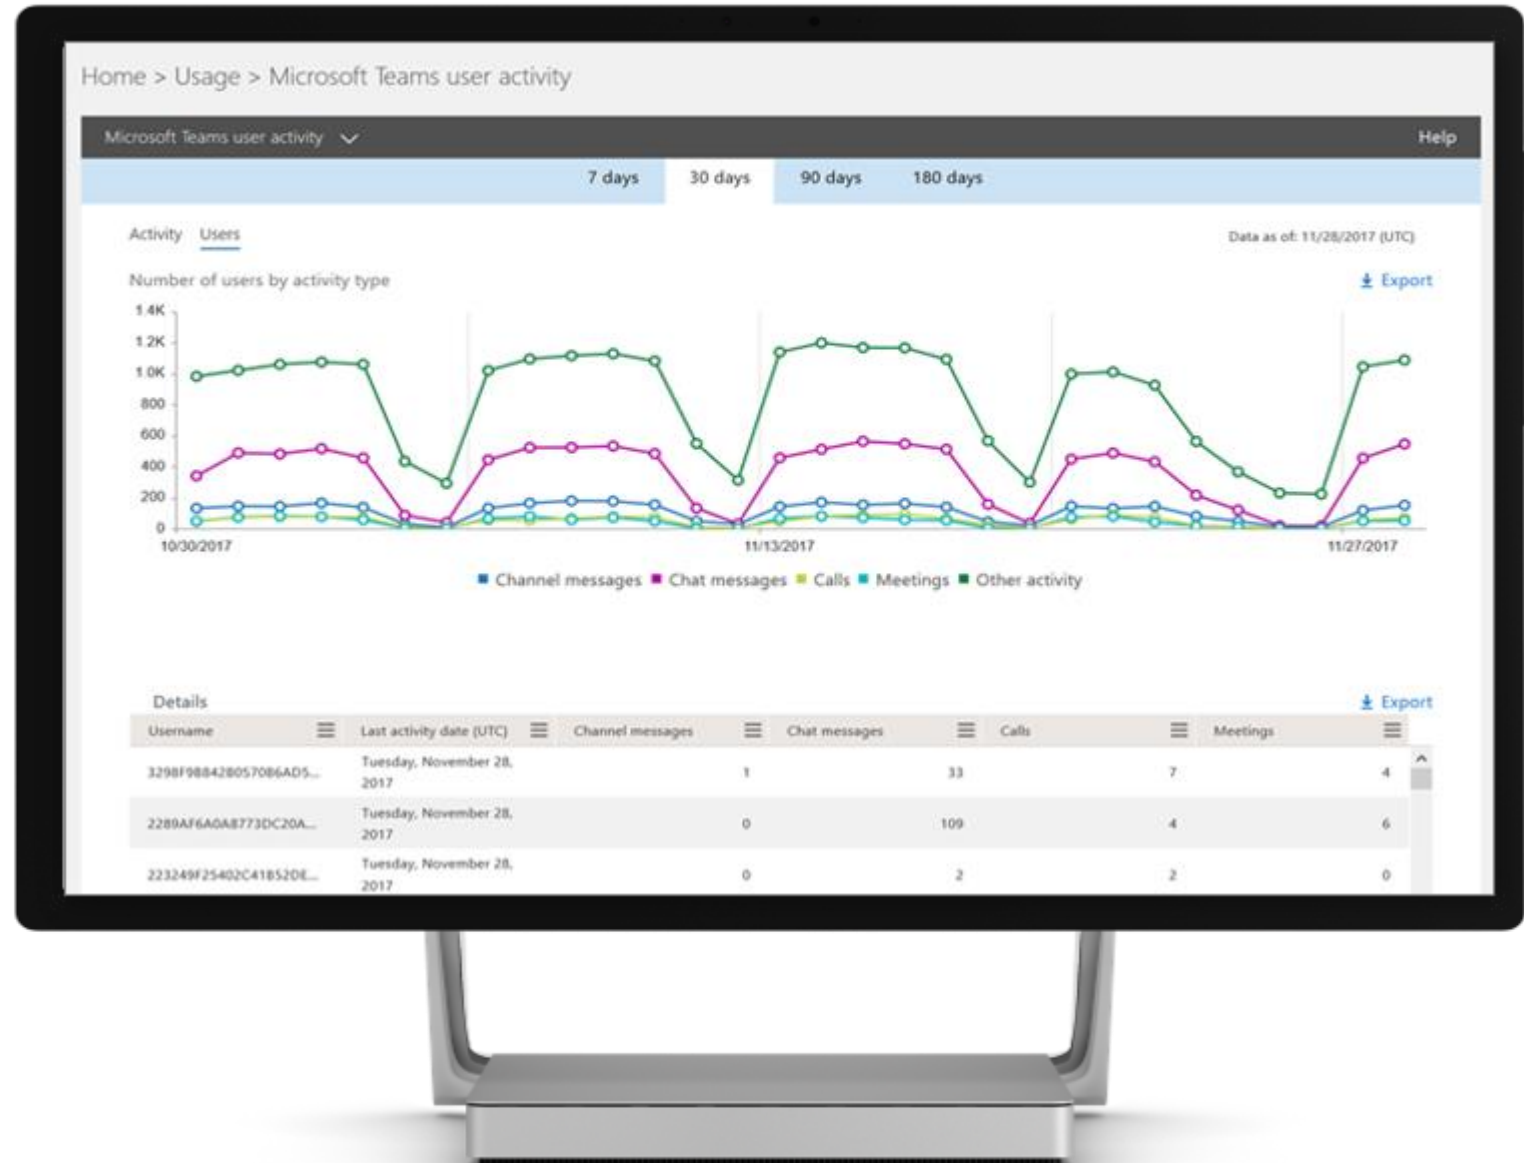 Home > Usage > Microsoft Teams user activity
Microsoft Teams user activity
Help
7 days 30 days 90 days 180 days
Activity Users
Data as of: 11/28/2017 (UTC)
Number of users by activity type
Export
1.4K
1.2K
1.0K
800
600
400
200
0
10/30/2017 11/13/2017 11/27/2017
Channel messages Chat messages Calls Meetings Other activity
Details
Export
Username Last activity date (UTC) Channel messages Chat messages Calls Meetings
3298F9B842B057086AD5... Tuesday, November 28, 2017 1 33 7 4
2289AF6A0A8773DC20A... Tuesday, November 28, 2017 0 109 4 6
223249F25402C41B52DE... Tuesday, November 28, 2017 0 2 2 0